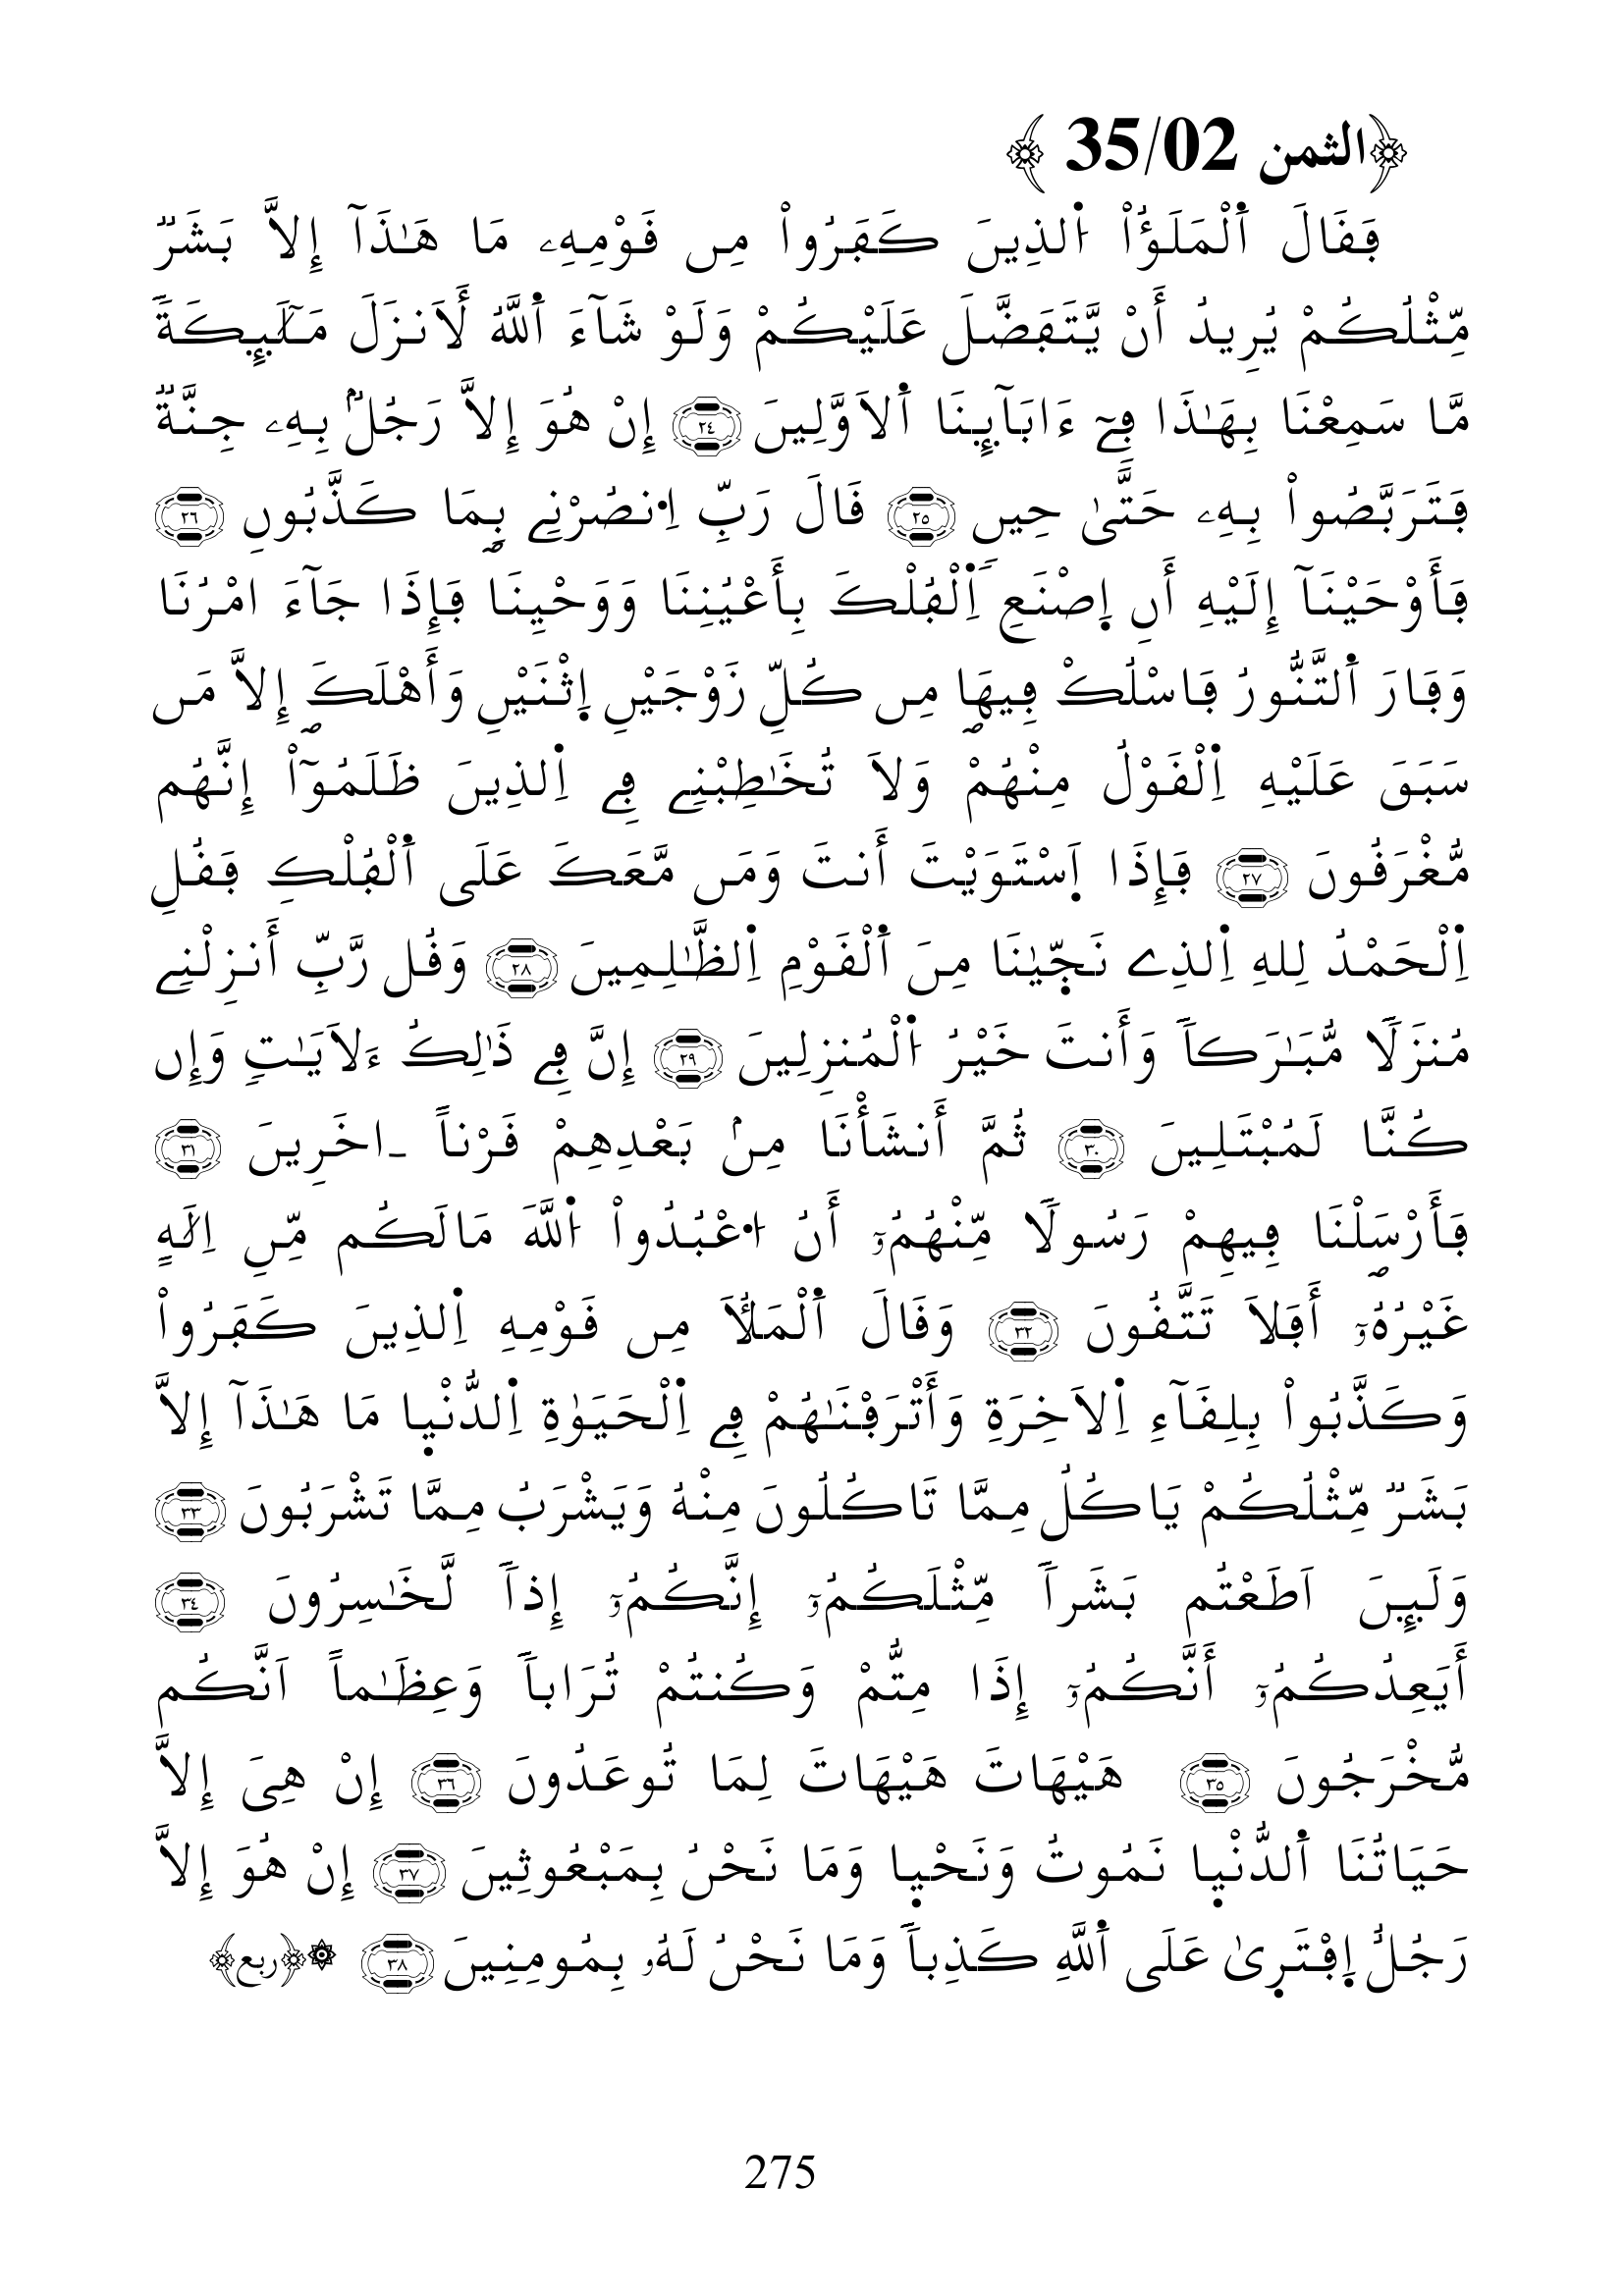 ﴿الثمن 35/02 ﴾
فَقَالَ اَ۬لْمَلَؤُاْ اُ۬لذِينَ كَفَرُواْ مِن قَوْمِهِۦ مَا هَٰذَآ إِلَّا بَشَرٞ
مِّثْلُكُمْ يُرِيدُ أَنْ يَّتَفَضَّلَ عَلَيْكُمْ وَلَوْ شَآءَ اَ۬للَّهُ لَأَنزَلَ مَلَٰٓئِكَةٗ
مَّا سَمِعْنَا بِهَٰذَا فِےٓ ءَابَآئِنَا اَ۬لَاوَّلِينَ ٢٤ إِنْ هُوَ إِلَّا رَجُلُۢ بِهِۦ جِنَّةٞ
فَتَرَبَّصُواْ بِهِۦ حَتَّىٰ حِينٖ ٢٥ قَالَ رَبِّ اِ۟نصُرْنِے بِمَا كَذَّبُونِ ٢٦
فَأَوْحَيْنَآ إِلَيْهِ أَنِ اِ۪صْنَعِ اِ۬لْفُلْكَ بِأَعْيُنِنَا وَوَحْيِنَا فَإِذَا جَآءَ امْرُنَا
وَفَارَ اَ۬لتَّنُّورُ فَاسْلُكْ فِيهَا مِن كُلِّ زَوْجَيْنِ اِ۪ثْنَيْنِ وَأَهْلَكَ إِلَّا مَن
سَبَقَ عَلَيْهِ اِ۬لْقَوْلُ مِنْهُمْ وَلَا تُخَٰطِبْنِے فِے اِ۬لذِينَ ظَلَمُوٓاْ إِنَّهُم
مُّغْرَقُونَ ٢٧ فَإِذَا اَ۪سْتَوَيْتَ أَنتَ وَمَن مَّعَكَ عَلَى اَ۬لْفُلْكِ فَقُلِ
اِ۬لْحَمْدُ لِلهِ اِ۬لذِے نَجّ۪يٰنَا مِنَ اَ۬لْقَوْمِ اِ۬لظَّٰلِمِينَ ٢٨ وَقُل رَّبِّ أَنزِلْنِے
مُنزَلٗا مُّبَٰرَكاٗ وَأَنتَ خَيْرُ اُ۬لْمُنزِلِينَ ٢٩ إِنَّ فِے ذَٰلِكَ ءَلَايَٰتٖ وَإِن
كُنَّا لَمُبْتَلِينَ ٣٠ ثُمَّ أَنشَأْنَا مِنۢ بَعْدِهِمْ قَرْناً ـاخَرِينَ ٣١
فَأَرْسَلْنَا فِيهِمْ رَسُولٗا مِّنْهُمُۥٓ أَنُ اُ۟عْبُدُواْ اُ۬للَّهَ مَالَكُم مِّنِ اِلَٰهٍ
غَيْرُهُۥٓ أَفَلَا تَتَّقُونَ ٣٢ وَقَالَ اَ۬لْمَلَأُ مِن قَوْمِهِ اِ۬لذِينَ كَفَرُواْ
وَكَذَّبُواْ بِلِقَآءِ اِ۬لَاخِرَةِ وَأَتْرَفْنَٰهُمْ فِے اِ۬لْحَيَوٰةِ اِ۬لدُّنْي۪ا مَا هَٰذَآ إِلَّا
بَشَرٞ مِّثْلُكُمْ يَاكُلُ مِمَّا تَاكُلُونَ مِنْهُ وَيَشْرَبُ مِمَّا تَشْرَبُونَ ٣٣
وَلَئِنَ اَطَعْتُم بَشَراٗ مِّثْلَكُمُۥٓ إِنَّكُمُۥٓ إِذاٗ لَّخَٰسِرُونَ ٣٤
أَيَعِدُكُمُۥٓ أَنَّكُمُۥٓ إِذَا مِتُّمْ وَكُنتُمْ تُرَاباٗ وَعِظَٰماً اَنَّكُم
مُّخْرَجُونَ ٣٥ هَيْهَاتَ هَيْهَاتَ لِمَا تُوعَدُونَ ٣٦ إِنْ هِيَ إِلَّا
حَيَاتُنَا اَ۬لدُّنْي۪ا نَمُوتُ وَنَحْي۪ا وَمَا نَحْنُ بِمَبْعُوثِينَ ٣٧ إِنْ هُوَ إِلَّا
رَجُلُ اِ۪فْتَر۪ىٰ عَلَى اَ۬للَّهِ كَذِباٗ وَمَا نَحْنُ لَهُۥ بِمُومِنِينَ ٣٨ ۞﴿ربع﴾
275